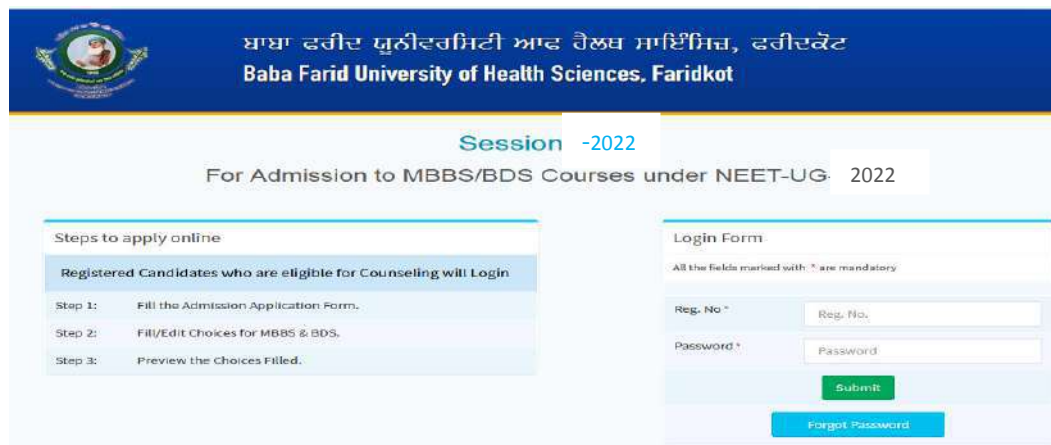 ਬਾਬਾ ਫਰੀਦ ਯੂਨੀਵਰਸਿਟੀ ਆਫ ਹੈਲਥ ਸਾਇੰਸਿਜ਼, ਫਰੀਦਕੋਟ
Baba Farid University of Health Sciences, Faridkot
Session -2022
For Admission to MBBS/BDS Courses under NEET-UG- 2022
Steps to apply online
Registered Candidates who are eligible for Counseling will Login
Step 1: Fill the Admission Application Form.
Step 2: Fill/Edit Choices for MBBS & BDS.
Step 3: Preview the Choices Filled.
Login Form
All the fields marked with * are mandatory
Reg. No *
Reg. No.
Password *
Password
Submit
Forgot Password